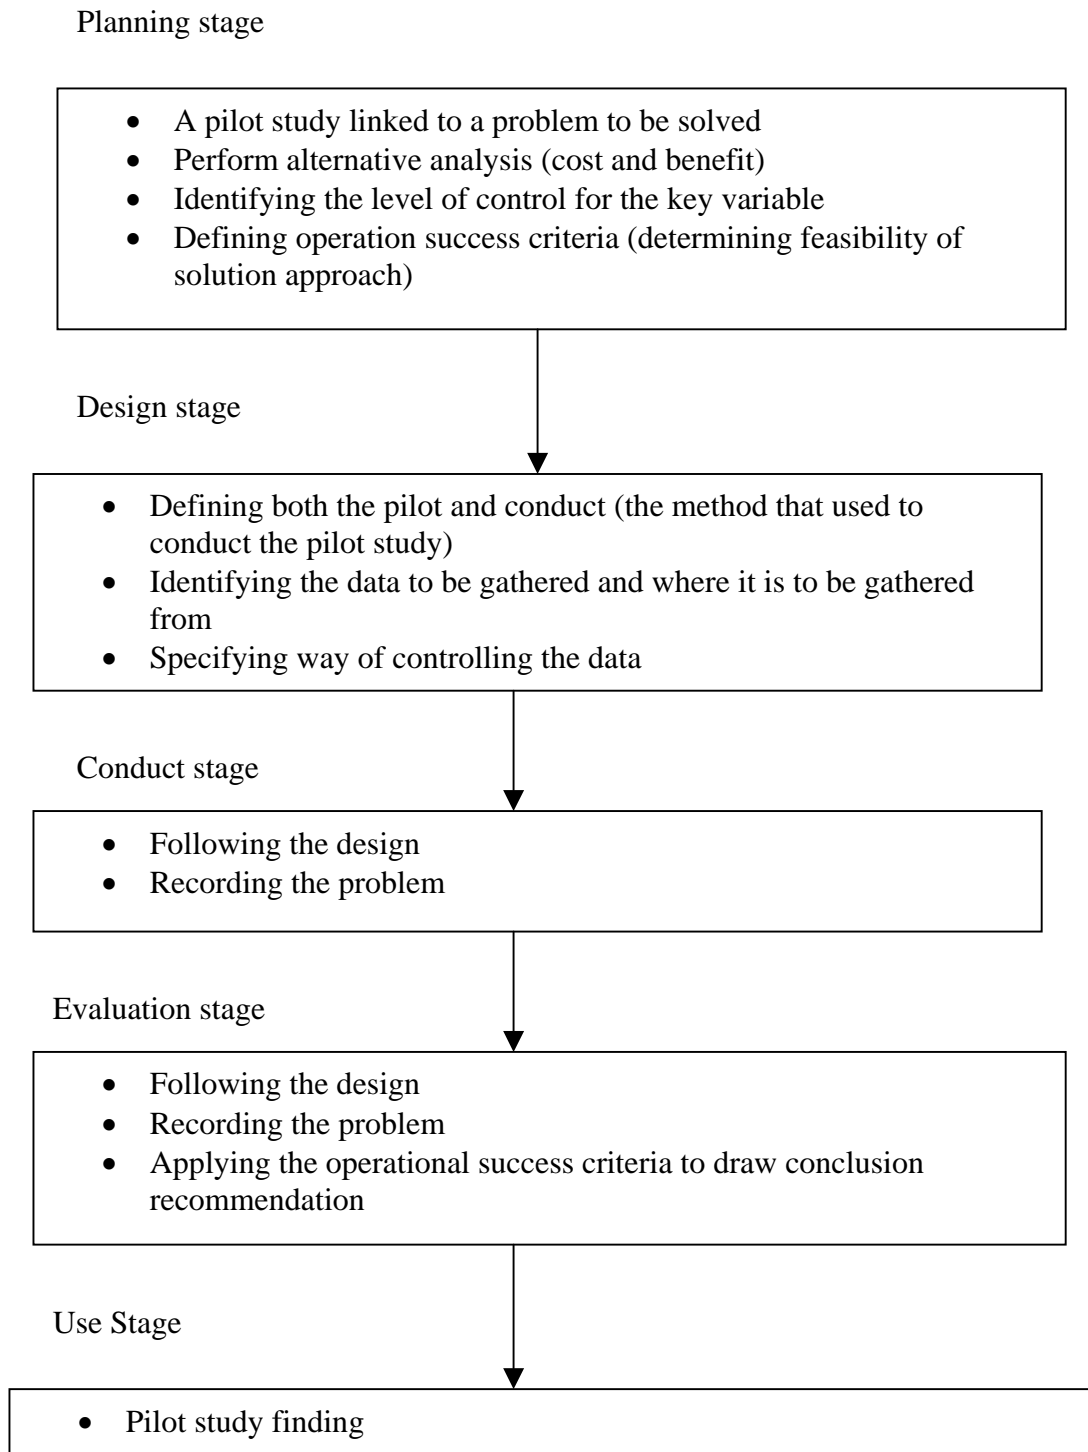 Planning stage
• A pilot study linked to a problem to be solved
• Perform alternative analysis (cost and benefit)
• Identifying the level of control for the key variable
• Defining operation success criteria (determining feasibility of
solution approach)
Design stage
• Defining both the pilot and conduct (the method that used to
conduct the pilot study)
• Identifying the data to be gathered and where it is to be gathered
from
• Specifying way of controlling the data
Conduct stage
• Following the design
• Recording the problem
Evaluation stage
• Following the design
• Recording the problem
• Applying the operational success criteria to draw conclusion
recommendation
Use Stage
• Pilot study finding